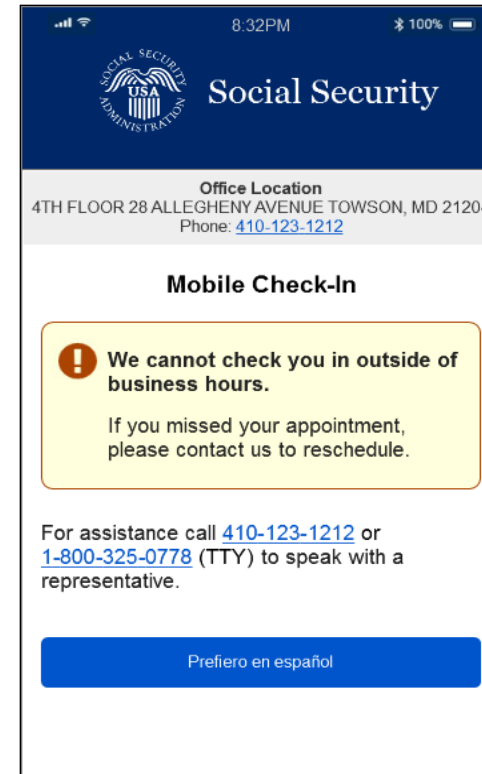 8:32PM
100%
SOCIAL SECURITY
USA
ADMINISTRATION
Social Security
Office Location
4TH FLOOR 28 ALLEGHENY AVENUE TOWSON, MD 2120
Phone: 410-123-1212
Mobile Check-In
We cannot check you in outside of
business hours.
If you missed your appointment,
please contact us to reschedule.
For assistance call 410-123-1212 or
1-800-325-0778 (TTY) to speak with a
representative.
Prefiero en español